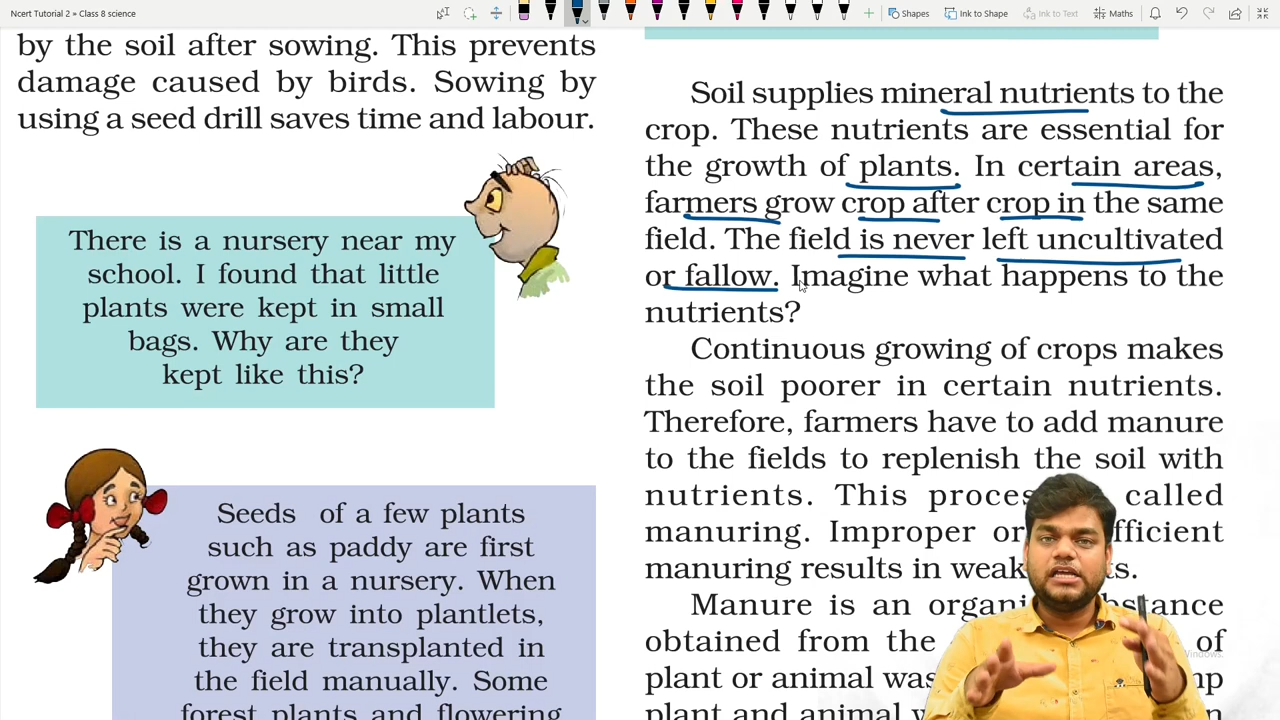 Ncert Tutorial 2 » Class 8 science
Shapes
Ink to Shape
Ink to Text
Maths
by the soil after sowing. This prevents
damage caused by birds. Sowing by
using a seed drill saves time and labour.
There is a nursery near my
school. I found that little
plants were kept in small
bags. Why are they
kept like this?
Seeds of a few plants
such as paddy are first
grown in a nursery. When
they grow into plantlets,
they are transplanted in
the field manually. Some
forest plants and flowering
Soil supplies mineral nutrients to the
crop. These nutrients are essential for
the growth of plants. In certain areas,
farmers grow crop after crop in the same
field. The field is never left uncultivated
or fallow. Imagine what happens to the
nutrients?
Continuous growing of crops makes
the soil poorer in certain nutrients.
Therefore, farmers have to add manure
to the fields to replenish the soil with
nutrients. This called
manuring. Improper or
manuring results in
Manure is an
obtained from the of
plant or animal
plant and animal
Windows.